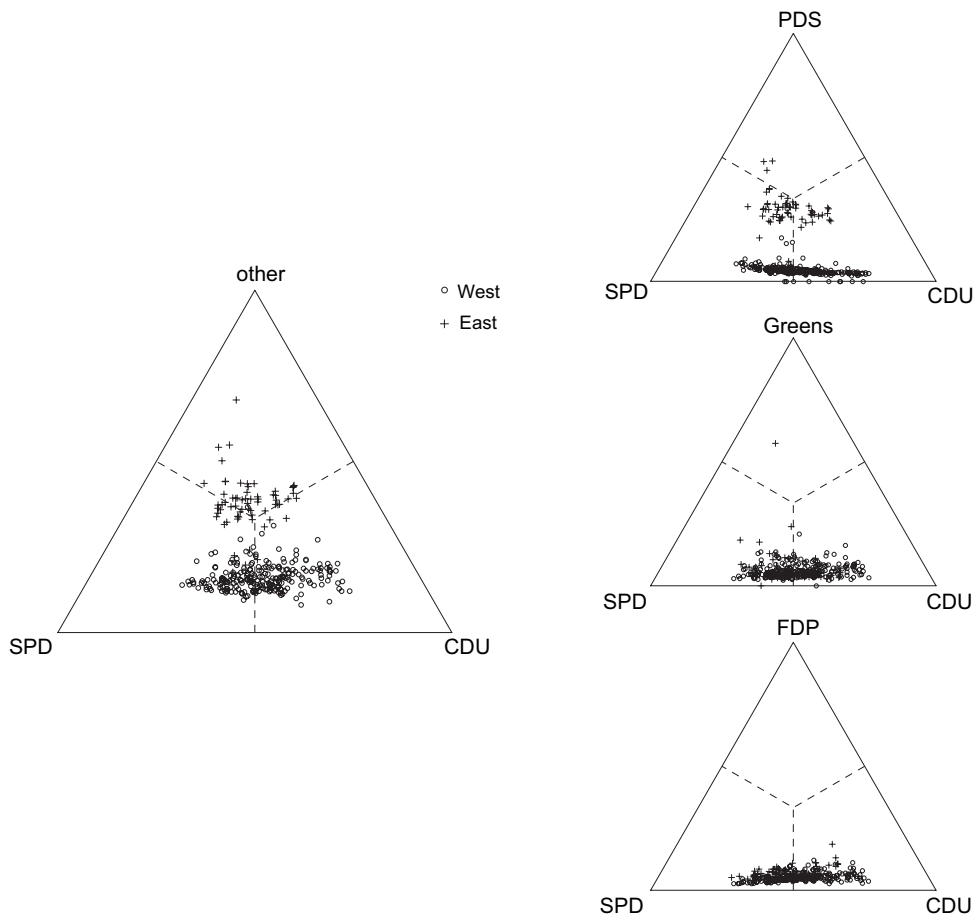 other
SPD
CDU
West
East
PDS
SPD
CDU
Greens
SPD
CDU
FDP
SPD
CDU